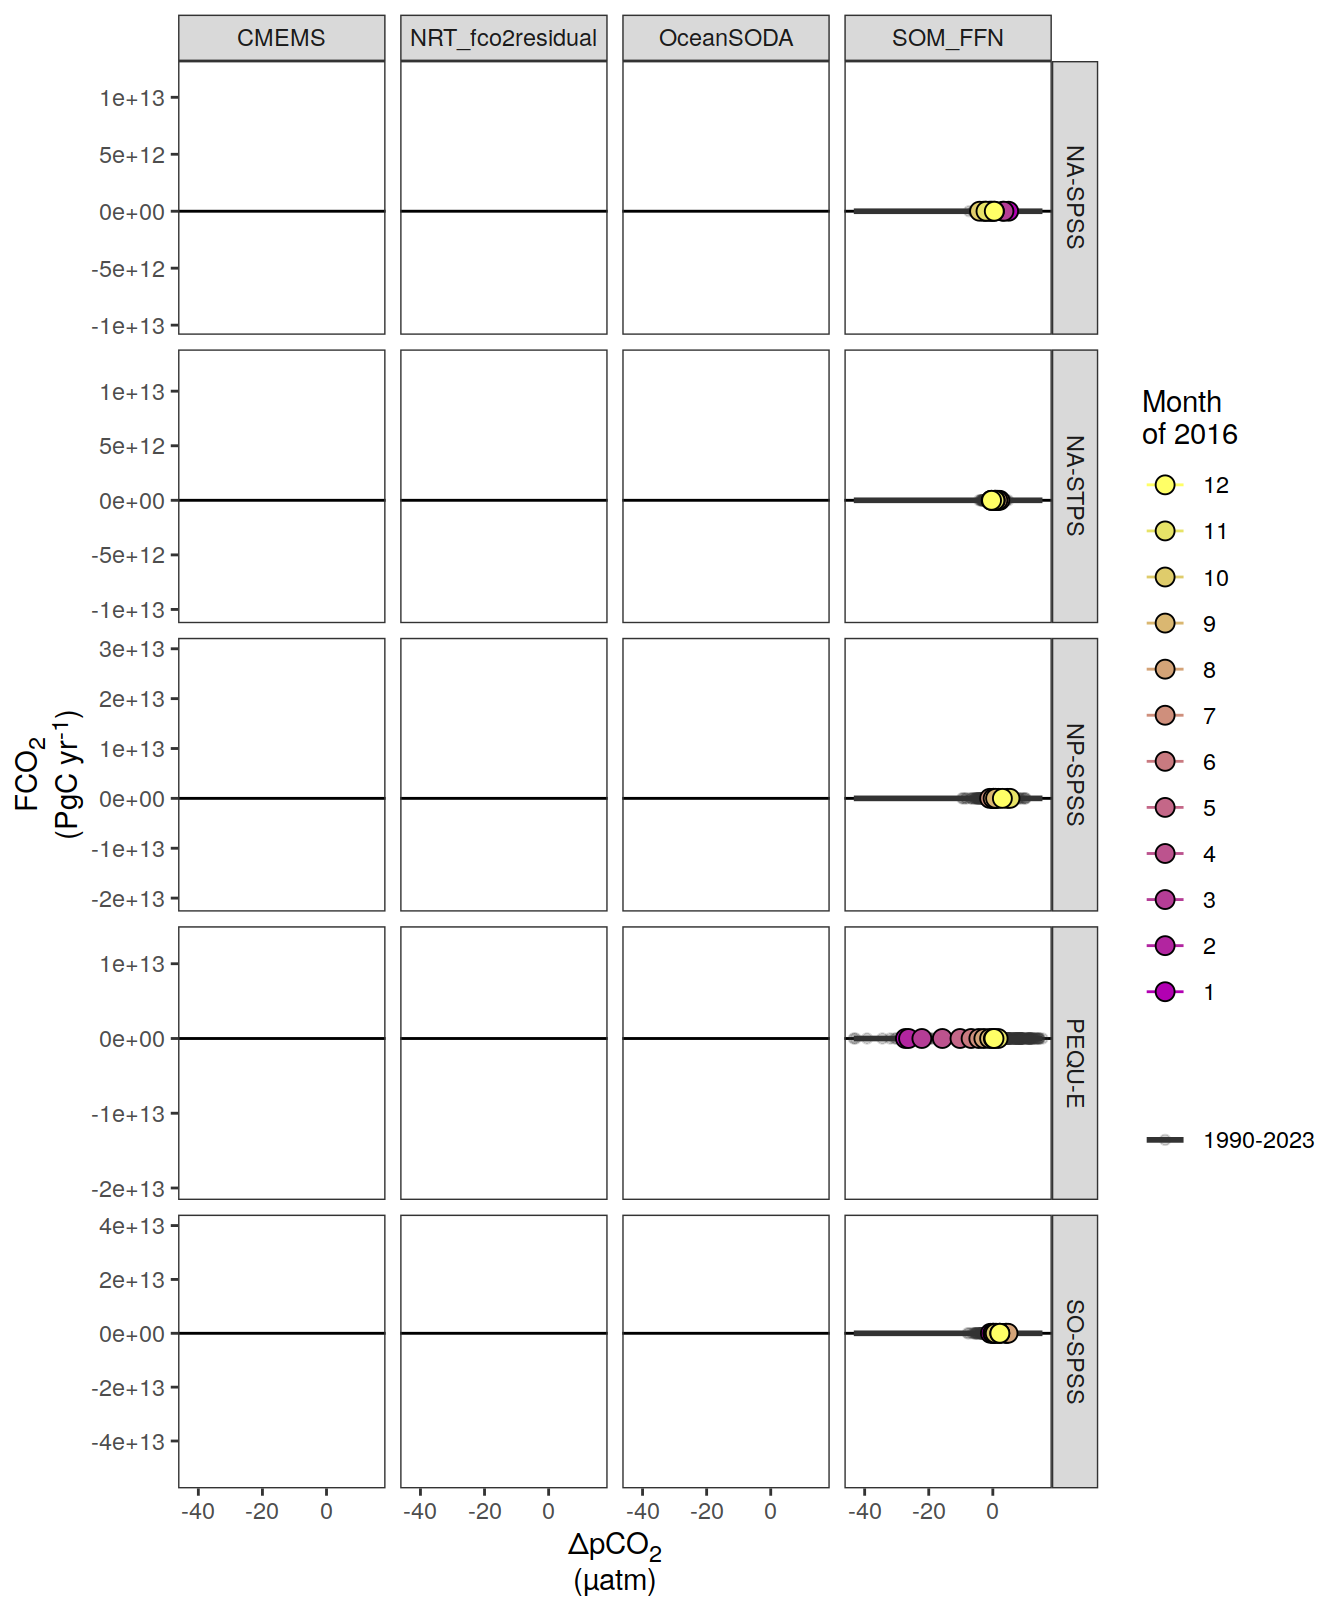 CMEMS NRT_fco2residual OceanSODA SOM_FFN
1e+13
5e+12
0e+00
-5e+12
-1e+13
NA-SPSS
1e+13
5e+12
0e+00
-5e+12
-1e+13
NA-STPS
3e+13
2e+13
1e+13
0e+00
-1e+13
-2e+13
NP-SPSS
1e+13
0e+00
-1e+13
-2e+13
PEQU-E
4e+13
2e+13
0e+00
-2e+13
-4e+13
SO-SPSS
FCO₂
(PgC yr⁻¹)
-40 -20 0 -40 -20 0 -40 -20 0 -40 -20 0
ΔpCO₂
(µatm)
Month
of 2016
12
11
10
9
8
7
6
5
4
3
2
1
1990-2023